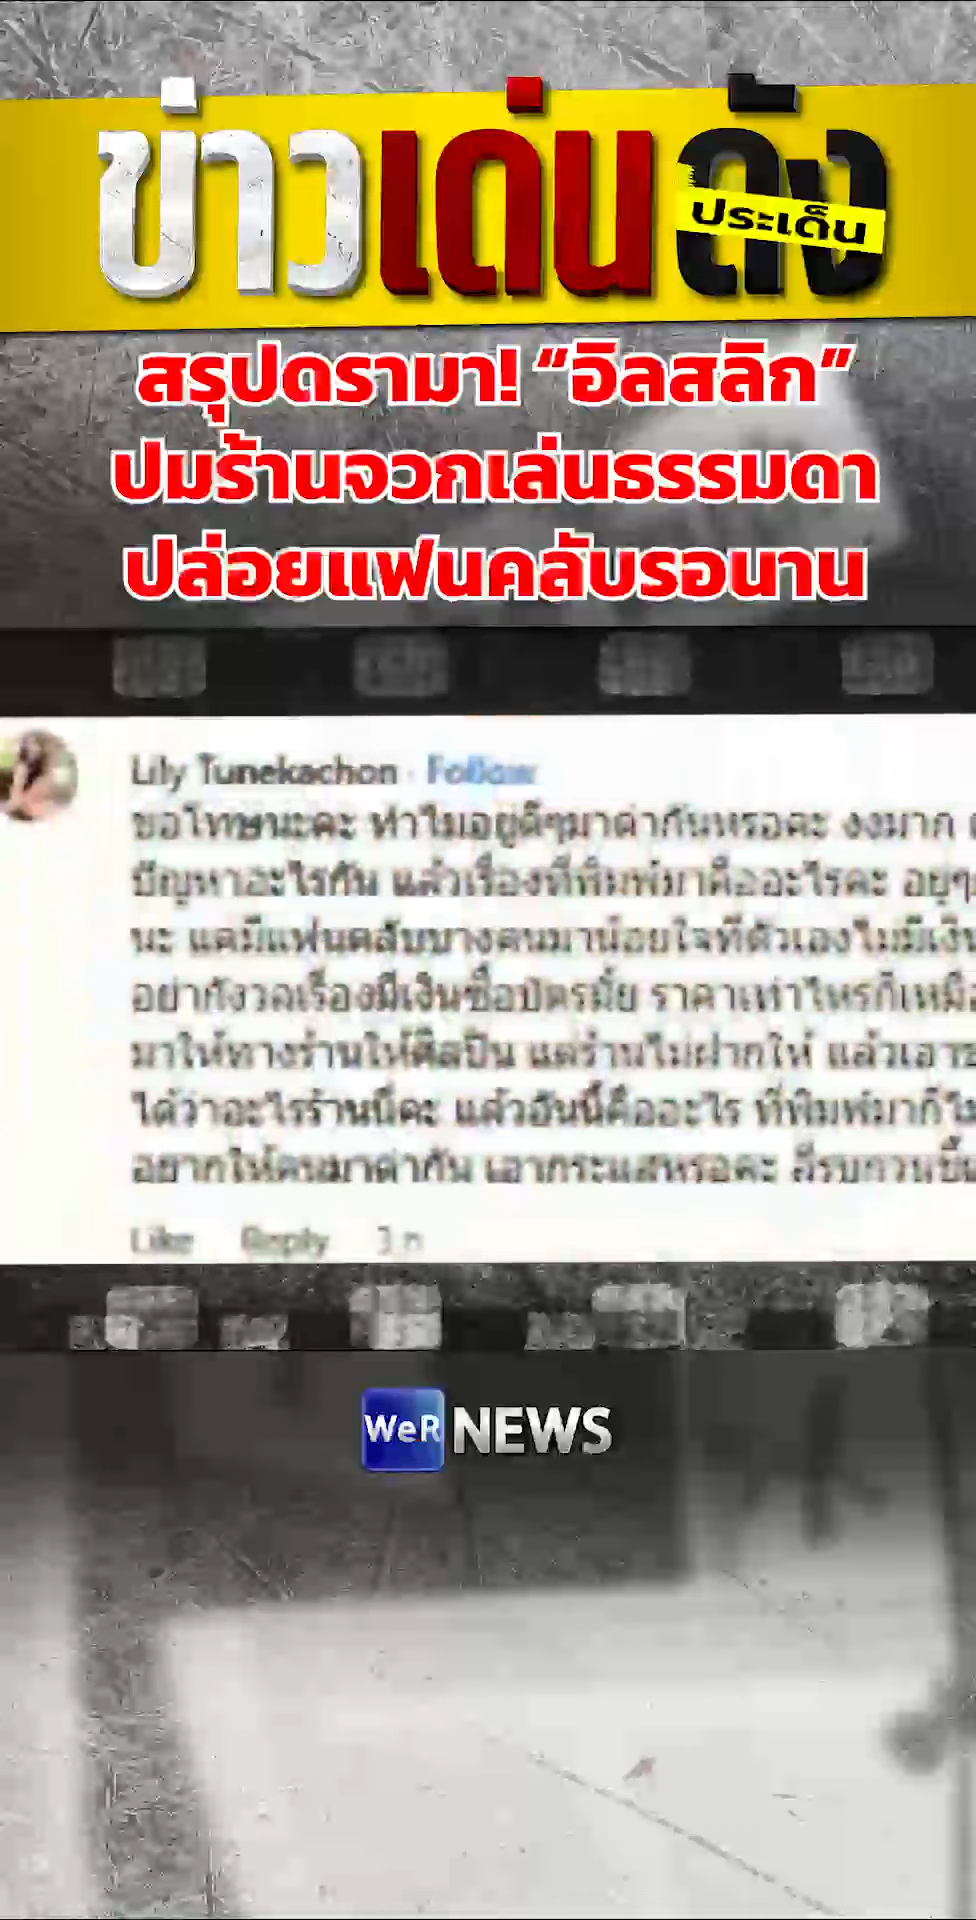 ข่าวเด่นดัง
ประเด็น
สรุปดรามา! “อิลสลิก”
ปมร้านจวกเล่นธรรมดา
ปล่อยแฟนคลับรอนาน
Lily Tunekachon · Follow
ขอโทษนะคะ ทำไมอยู่ดีๆมาด่ากันหรอคะ งงมาก
ปัญหาอะไรกัน แล้วเรื่องที่พิมพ์มาคืออะไรคะ อยู่ๆ
นะ แค่มีแฟนคลับบางคนมาน้อยใจที่ตัวเองไม่มีเงิน
อย่ากังวลเรื่องมีเงินซื้อบัตรมั้ย ราคาเท่าไหร่ก็เหมือ
มาให้ทางร้านให้ศิลปิน แต่ร้านไม่ฝากให้ แล้วเอา
ได้ว่าอะไรร้านนี้คะ แล้วอันนี้คืออะไร ที่พิมพ์มาก็
อยากให้คนมาด่ากัน เอากระแสหรอคะ
Like Reply 3 ด
WeR NEWS